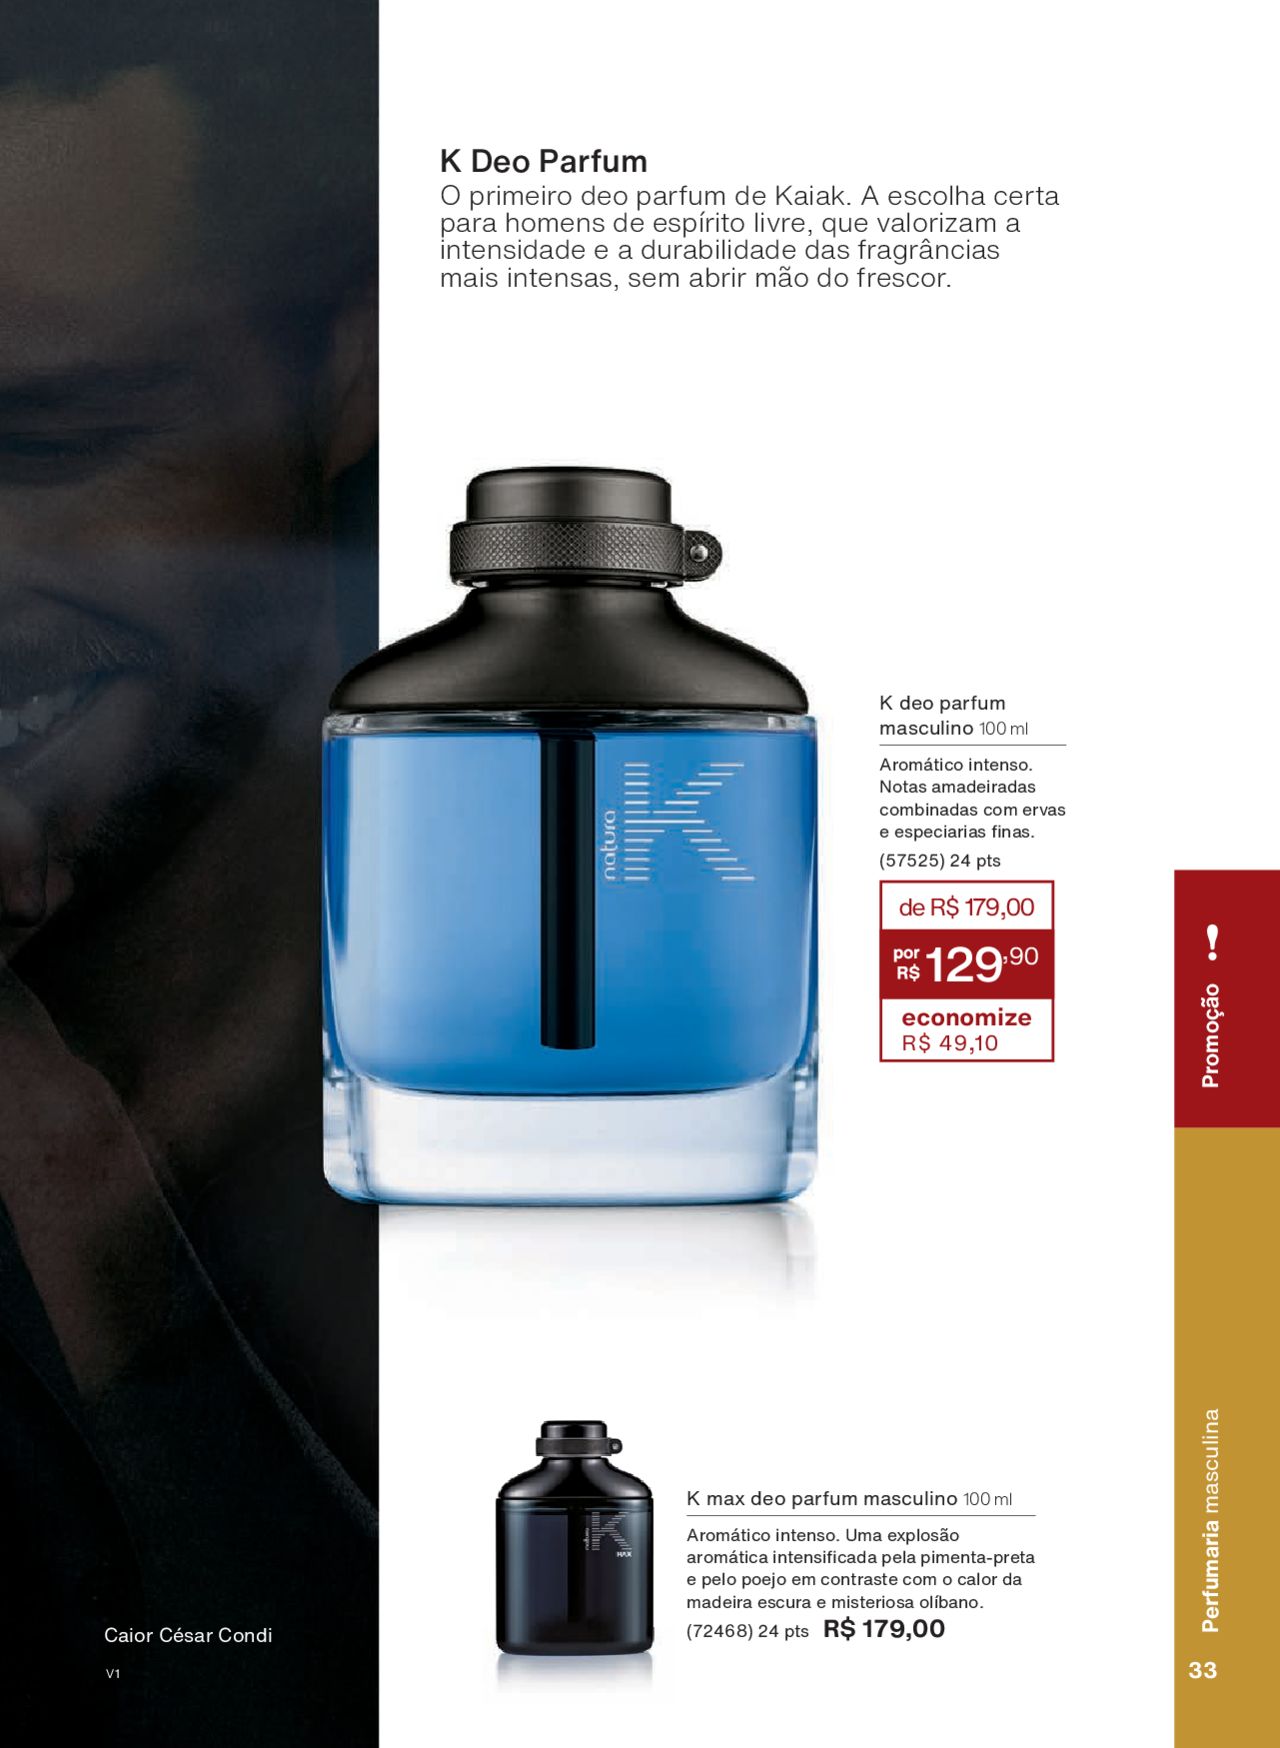 K Deo Parfum
O primeiro deo parfum de Kaiak. A escolha certa
para homens de espírito livre, que valorizam a
intensidade e a durabilidade das fragrâncias
mais intensas, sem abrir mão do frescor.
natura
K
K deo parfum
masculino 100 ml
Aromático intenso.
Notas amadeiradas
combinadas com ervas
e especiarias finas.
(57525) 24 pts
de R$ 179,00
por R$ 129,90
economize
R$ 49,10
Promoção !
natura
K
MAX
K max deo parfum masculino 100 ml
Aromático intenso. Uma explosão
aromática intensificada pela pimenta-preta
e pelo poejo em contraste com o calor da
madeira escura e misteriosa olíbano.
(72468) 24 pts R$ 179,00
Perfumaria masculina
Caior César Condi
V1
33